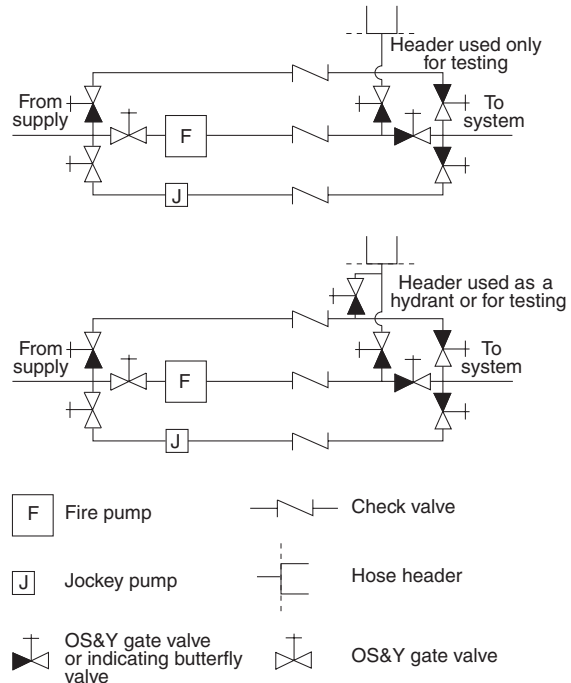 Header used only
for testing
From
supply
To
system
F
J
Header used as a
hydrant or for testing
From
supply
To
system
F
J
F
Fire pump
Check valve
J
Jockey pump
Hose header
OS&Y gate valve
or indicating butterfly
valve
OS&Y gate valve